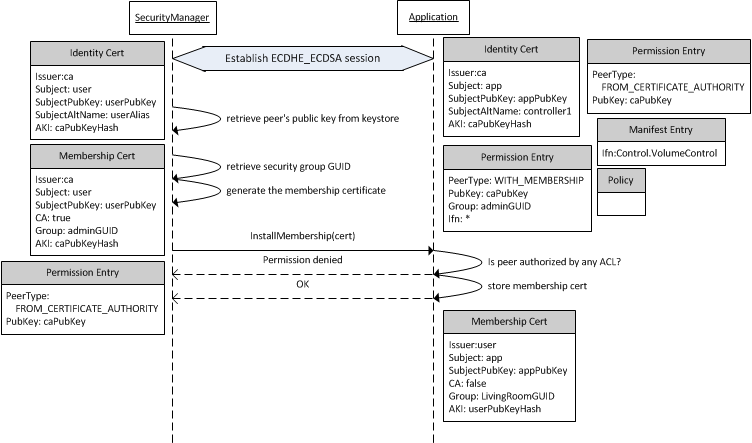 SecurityManager
Application
Identity Cert
Issuer:ca
Subject: user
SubjectPubKey: userPubKey
SubjectAltName: userAlias
AKI: caPubKeyHash
Establish ECDHE_ECDSA session
Identity Cert
Issuer:ca
Subject: app
SubjectPubKey: appPubKey
SubjectAltName: controller1
AKI: caPubKeyHash
Permission Entry
PeerType:
FROM_CERTIFICATE_AUTHORITY
PubKey: caPubKey
retrieve peer's public key from keystore
Manifest Entry
Ifn:Control.VolumeControl
Membership Cert
Issuer:ca
Subject: user
SubjectPubKey: userPubKey
CA: true
Group: adminGUID
AKI: caPubKeyHash
retrieve security group GUID
generate the membership certificate
Permission Entry
PeerType: WITH_MEMBERSHIP
PubKey: caPubKey
Group: adminGUID
Ifn: *
Policy
InstallMembership(cert)
Permission denied
Is peer authorized by any ACL?
OK
store membership cert
Permission Entry
PeerType:
FROM_CERTIFICATE_AUTHORITY
PubKey: caPubKey
Membership Cert
Issuer:user
Subject: app
SubjectPubKey: appPubKey
CA: false
Group: LivingRoomGUID
AKI: userPubKeyHash